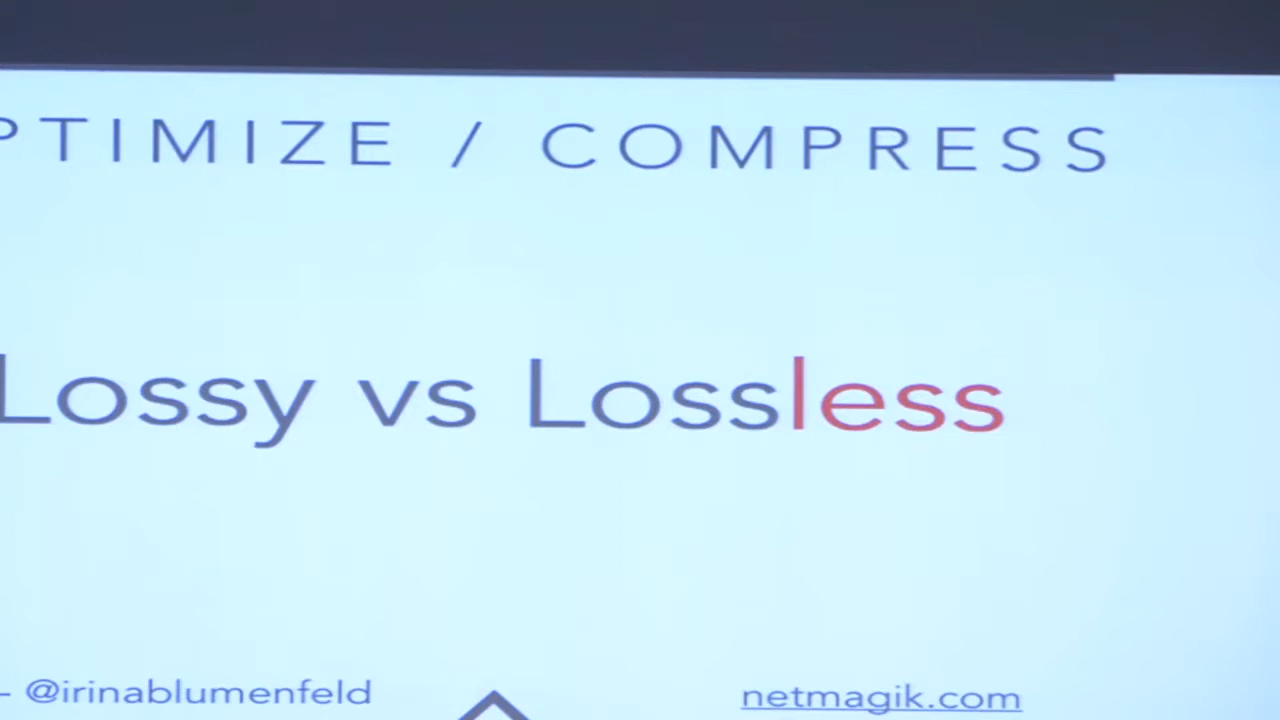 PTIMIZE / COMPRESS
Lossy vs Lossless
- @irinablumenfeld
netmagik.com